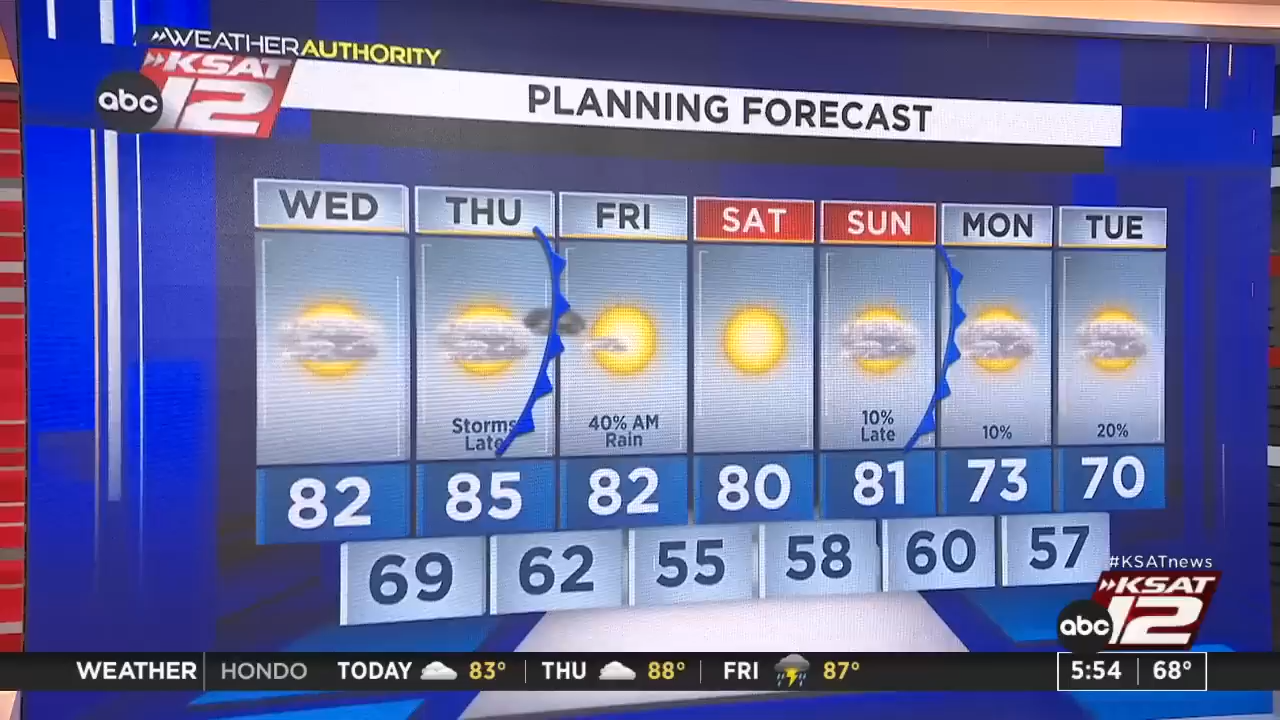 WEATHERAUTHORITY
KSAT
abc 12
PLANNING FORECAST
WED THU FRI SAT SUN MON TUE
Storms Late
40% AM Rain
10% Late
10%
20%
82 85 82 80 81 73 70
69 62 55 58 60 57
#KSATnews
KSAT
abc 12
WEATHER HONDO TODAY 83° THU 88° FRI 87°
5:54 68°